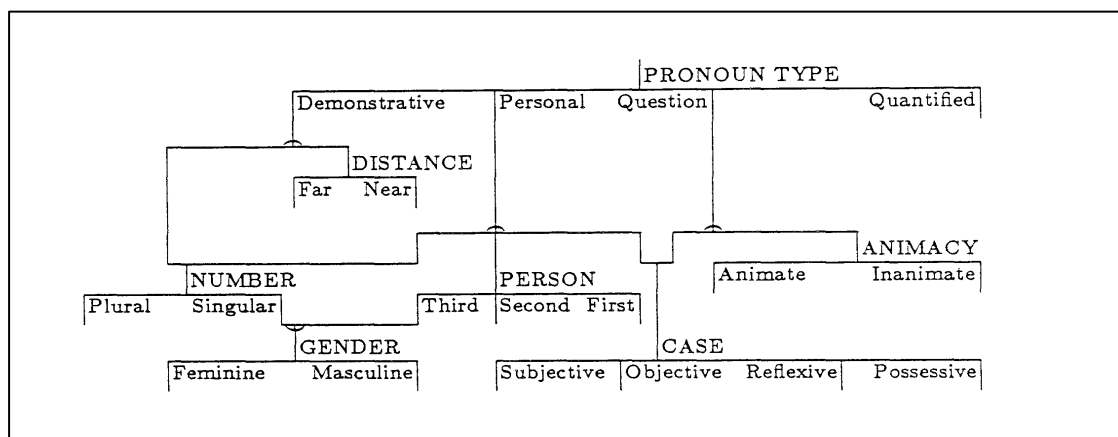 PRONOUN TYPE
Demonstrative Personal Question Quantified
DISTANCE
Far Near
ANIMACY
Animate Inanimate
NUMBER PERSON
Plural Singular Third Second First
GENDER CASE
Feminine Masculine Subjective Objective Reflexive Possessive